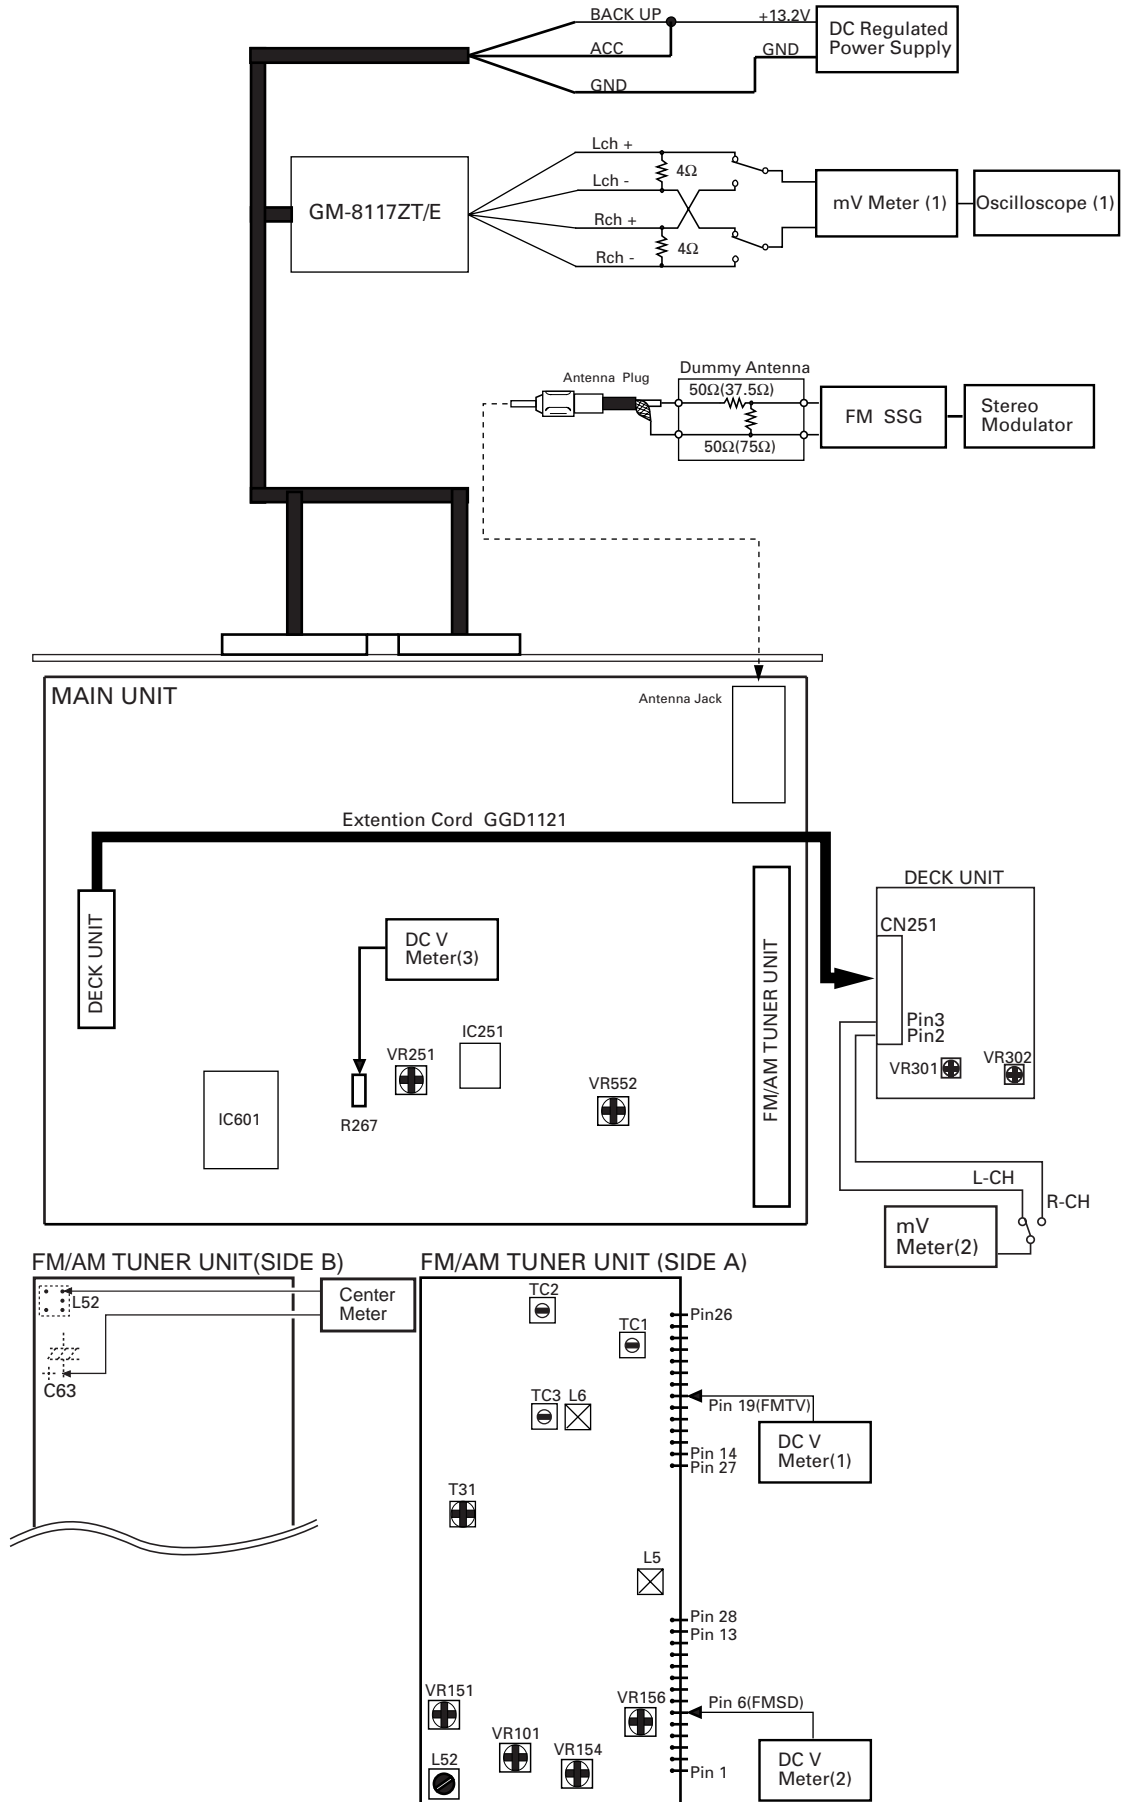 BACK UP
+13.2V
DC Regulated
Power Supply
ACC
GND
GND
Lch +
4Ω
Lch -
GM-8117ZT/E
mV Meter (1)
Oscilloscope (1)
Rch +
4Ω
Rch -
Dummy Antenna
Antenna Plug
50Ω(37.5Ω)
FM SSG
Stereo
Modulator
50Ω(75Ω)
MAIN UNIT
Antenna Jack
Extention Cord GGD1121
DECK UNIT
CN251
DECK UNIT
DC V
Meter(3)
FM/AM TUNER UNIT
Pin3
Pin2
IC251
VR251
VR301
VR302
VR552
IC601
R267
L-CH
R-CH
mV
Meter(2)
FM/AM TUNER UNIT(SIDE B)
FM/AM TUNER UNIT (SIDE A)
L52
Center
Meter
C63
TC2
TC1
Pin26
TC3 L6
Pin 19(FMTV)
DC V
Meter(1)
Pin 14
Pin 27
T31
L5
Pin 28
Pin 13
VR151
VR156
Pin 6(FMSD)
VR101
VR154
L52
Pin 1
DC V
Meter(2)